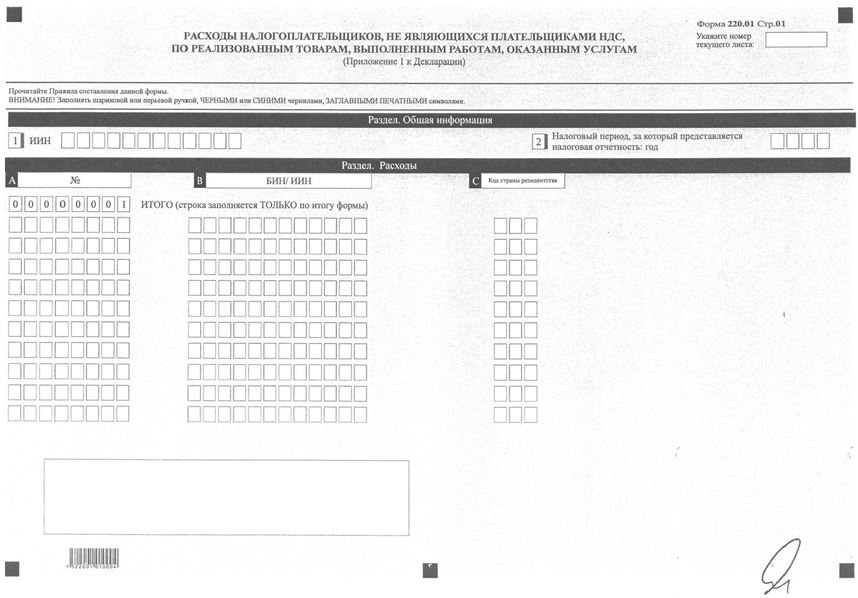 Форма 220.01 Стр.01
РАСХОДЫ НАЛОГОПЛАТЕЛЬЩИКОВ, НЕ ЯВЛЯЮЩИХСЯ ПЛАТЕЛЬЩИКАМИ НДС,
ПО РЕАЛИЗОВАННЫМ ТОВАРАМ, ВЫПОЛНЕННЫМ РАБОТАМ, ОКАЗАННЫМ УСЛУГАМ
(Приложение 1 к Декларации)
Укажите номер
текущего листа:
Прочитайте Правила составления данной формы.
ВНИМАНИЕ! Заполнять шариковой или перьевой ручкой, ЧЕРНЫМИ или СИНИМИ чернилами, ЗАГЛАВНЫМИ ПЕЧАТНЫМИ символами.
Раздел. Общая информация
1 ИИН
2 Налоговый период, за который представляется
налоговая отчетность: год
Раздел. Расходы
A № B БИН/ ИИН C Код страны резидентства
0 0 0 0 0 0 0 1 ИТОГО (строка заполняется ТОЛЬКО по итогу формы)